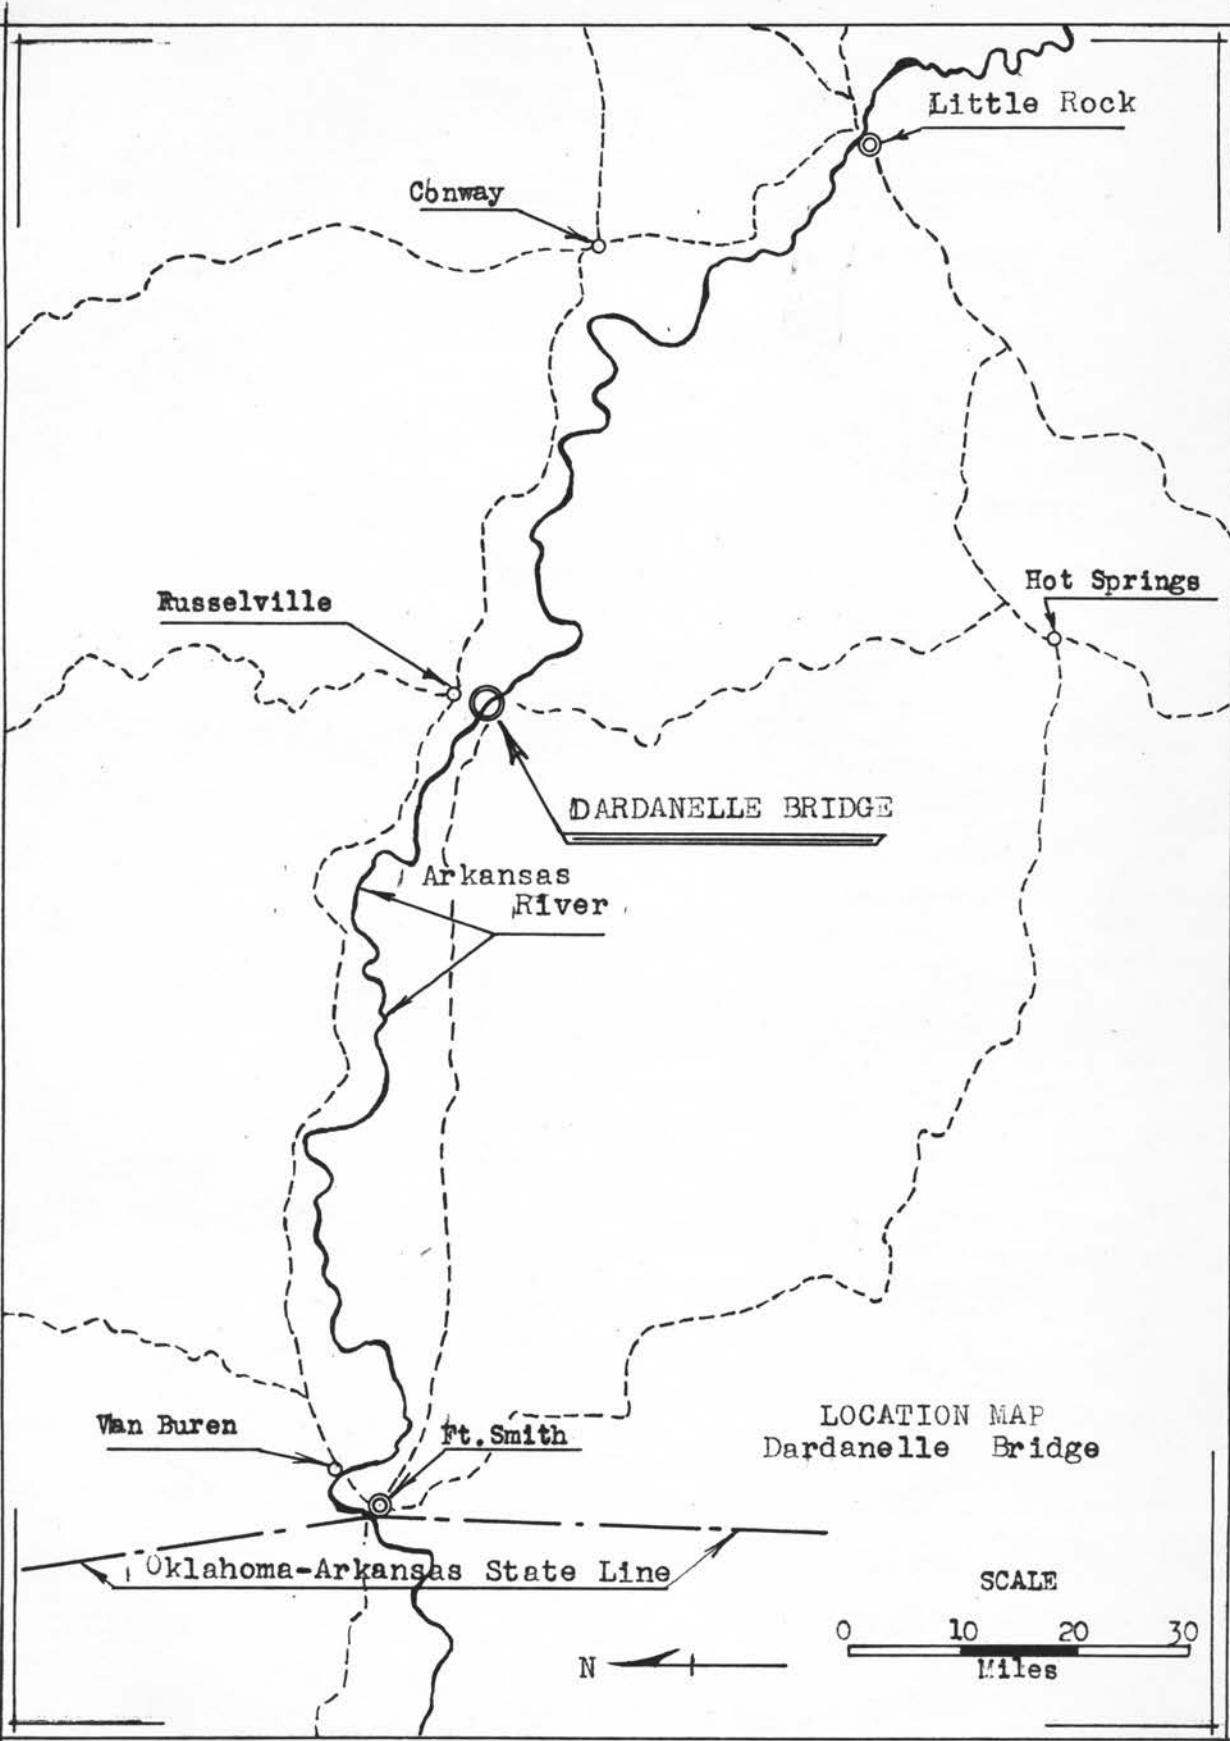 Little Rock
Conway
Hot Springs
Russelville
DARDANELLE BRIDGE
Arkansas
River
LOCATION MAP
Dardanelle Bridge
Van Buren
Ft. Smith
Oklahoma-Arkansas State Line
SCALE
0 10 20 30
Miles
N